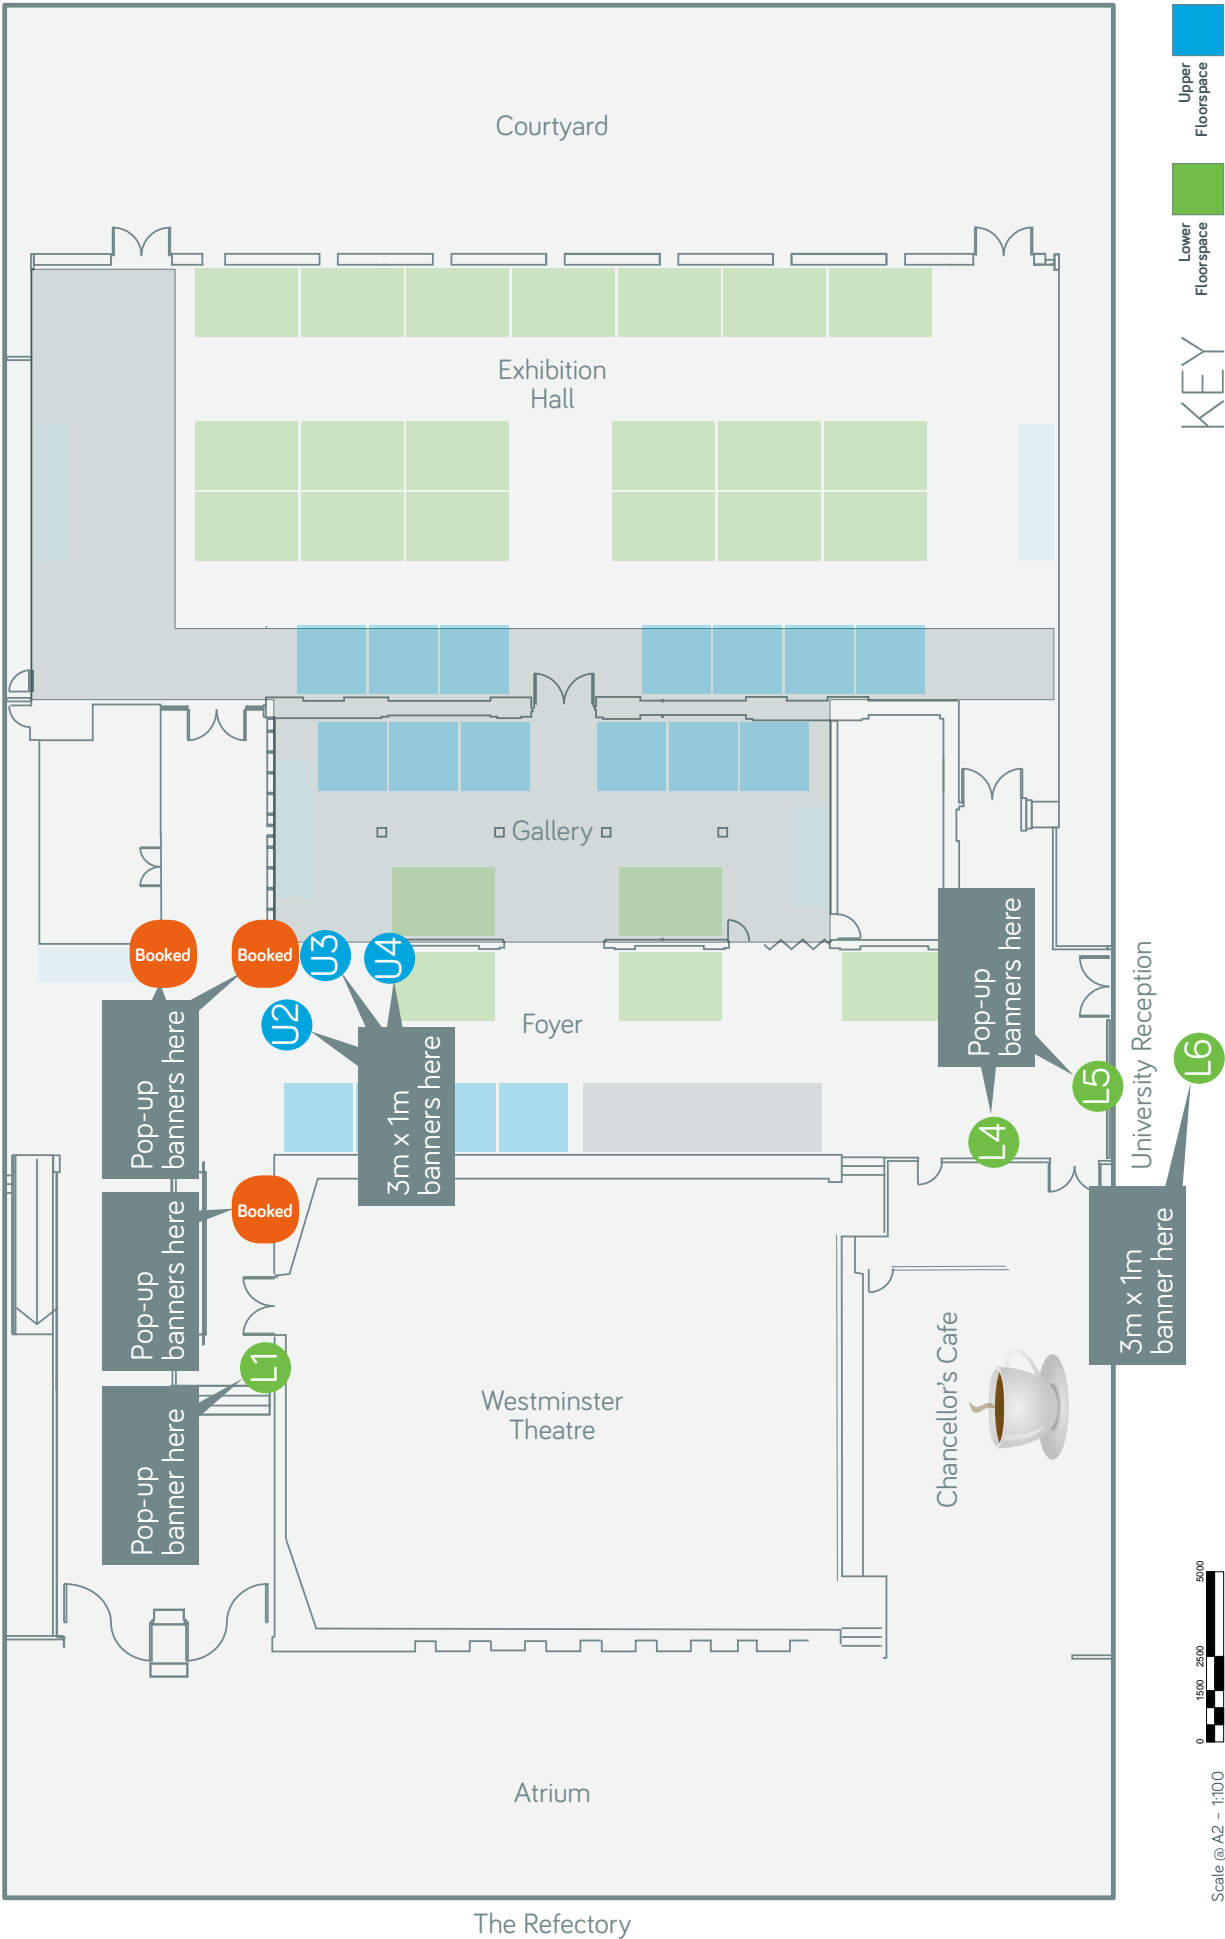 Courtyard
Upper
Floorspace
Lower
Floorspace
KEY
Exhibition
Hall
Gallery
Booked
Booked
U3
U4
U2
Foyer
Pop-up
banners here
3m x 1m
banners here
Pop-up
banners here
L4
L5
University Reception
L6
3m x 1m
banner here
Pop-up
banners here
Booked
L1
Pop-up
banner here
Westminster
Theatre
Chancellor's Cafe
Atrium
0 1500 2500 5000
Scale @ A2 - 1:100
The Refectory